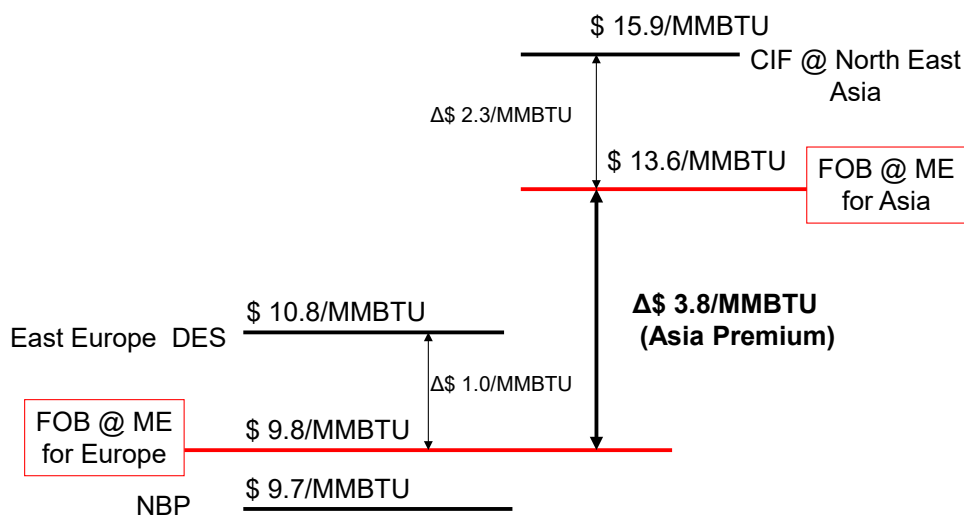 $ 15.9/MMBTU
CIF @ North East
Asia
Δ$ 2.3/MMBTU
$ 13.6/MMBTU
FOB @ ME
for Asia
$ 10.8/MMBTU
East Europe  DES
Δ$ 3.8/MMBTU
(Asia Premium)
Δ$ 1.0/MMBTU
FOB @ ME
for Europe
$ 9.8/MMBTU
$ 9.7/MMBTU
NBP